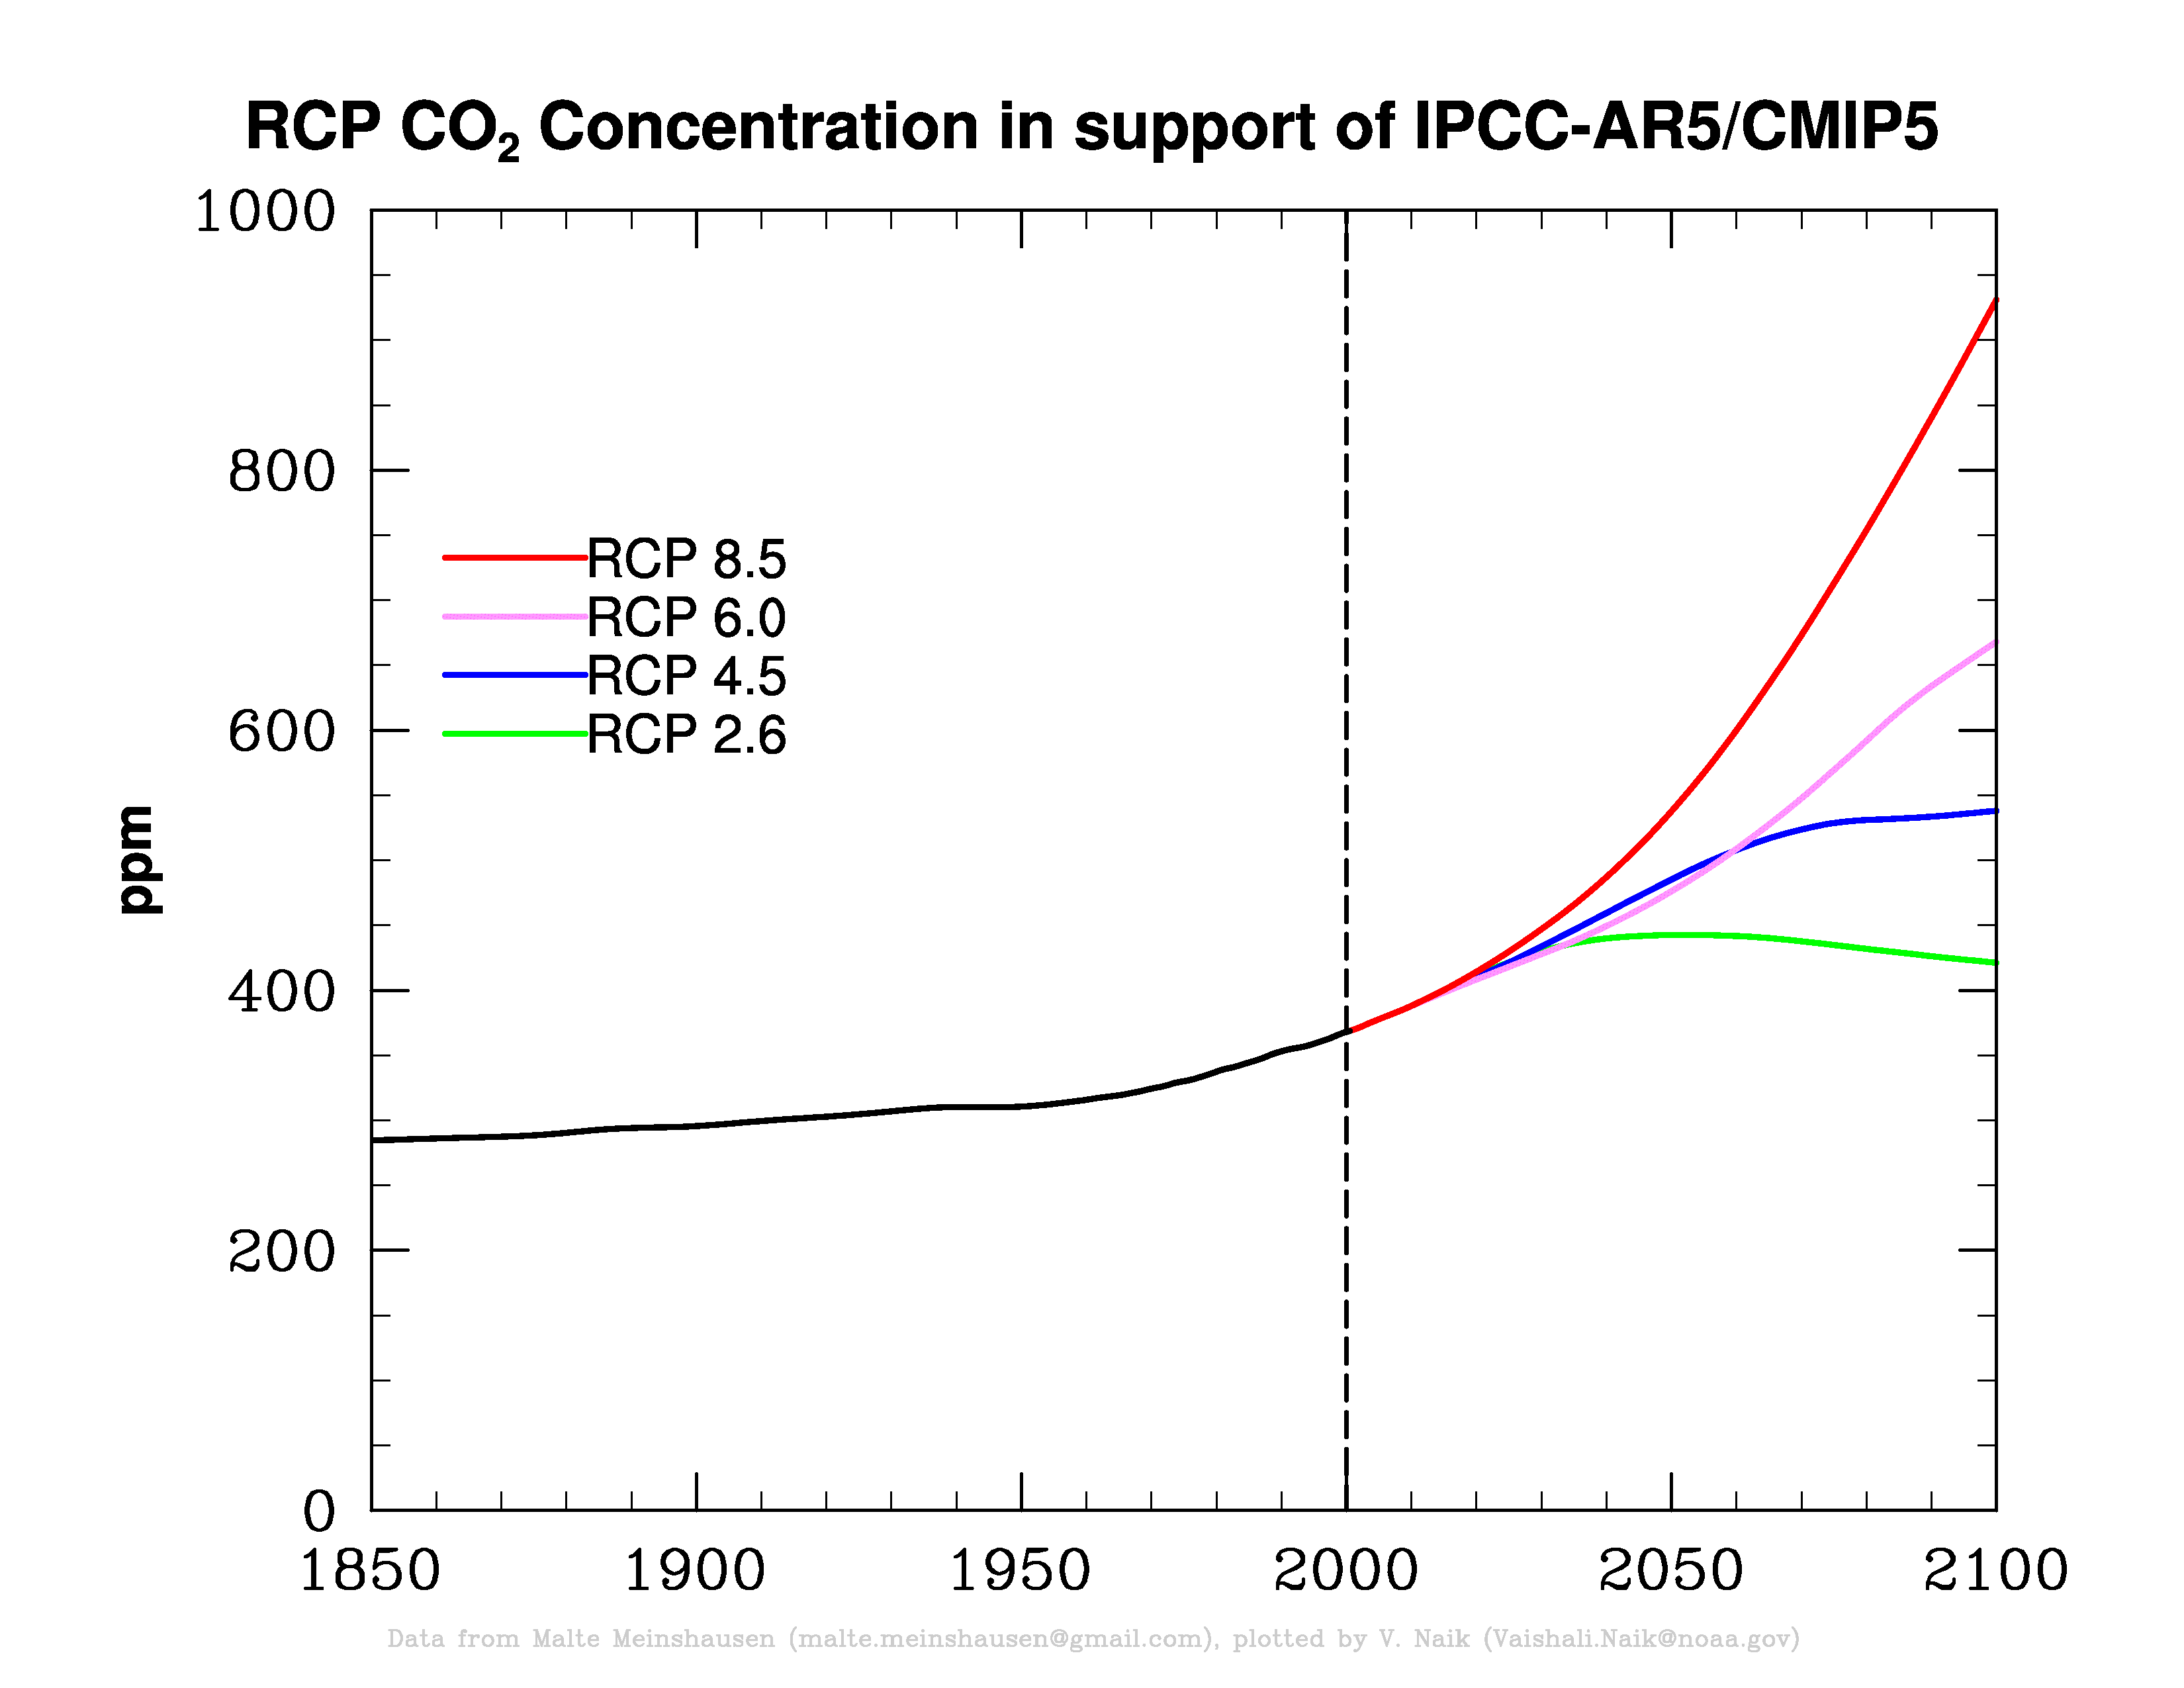 RCP CO₂ Concentration in support of IPCC-AR5/CMIP5
1000
800
600
400
200
0
ppm
RCP 8.5
RCP 6.0
RCP 4.5
RCP 2.6
1850 1900 1950 2000 2050 2100
Data from Malte Meinshausen (malte.meinshausen@gmail.com), plotted by V. Naik (Vaishali.Naik@noaa.gov)